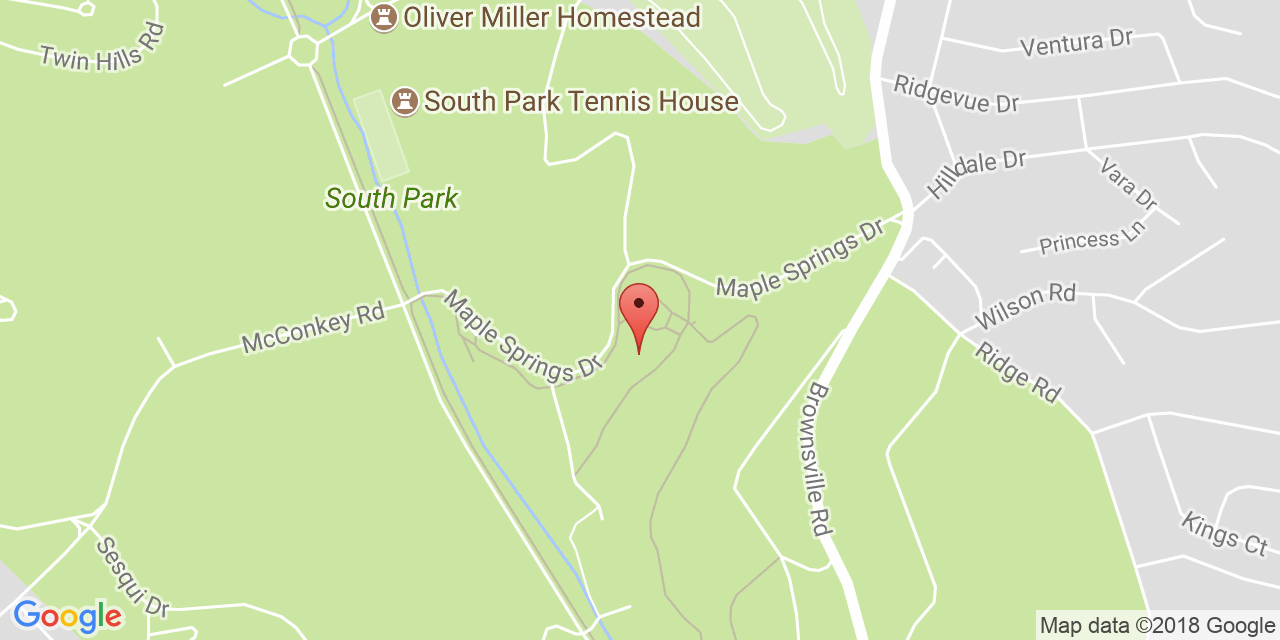 Oliver Miller Homestead
Twin Hills Rd
Ventura Dr
Ridgevue Dr
South Park Tennis House
Hilldale Dr
Vara Dr
South Park
Princess Ln
Maple Springs Dr
Wilson Rd
McConkey Rd
Maple Springs Dr
Ridge Rd
Brownsville Rd
Kings Ct
Sesqui Dr
Google
Map data ©2018 Google